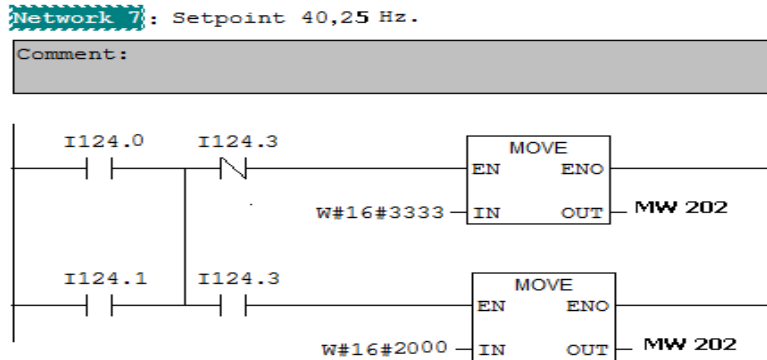 Network 7: Setpoint 40,25 Hz.
Comment:
I124.0 I124.3
MOVE
EN ENO
W#16#3333 IN OUT MW 202
I124.1 I124.3
MOVE
EN ENO
W#16#2000 IN OUT MW 202